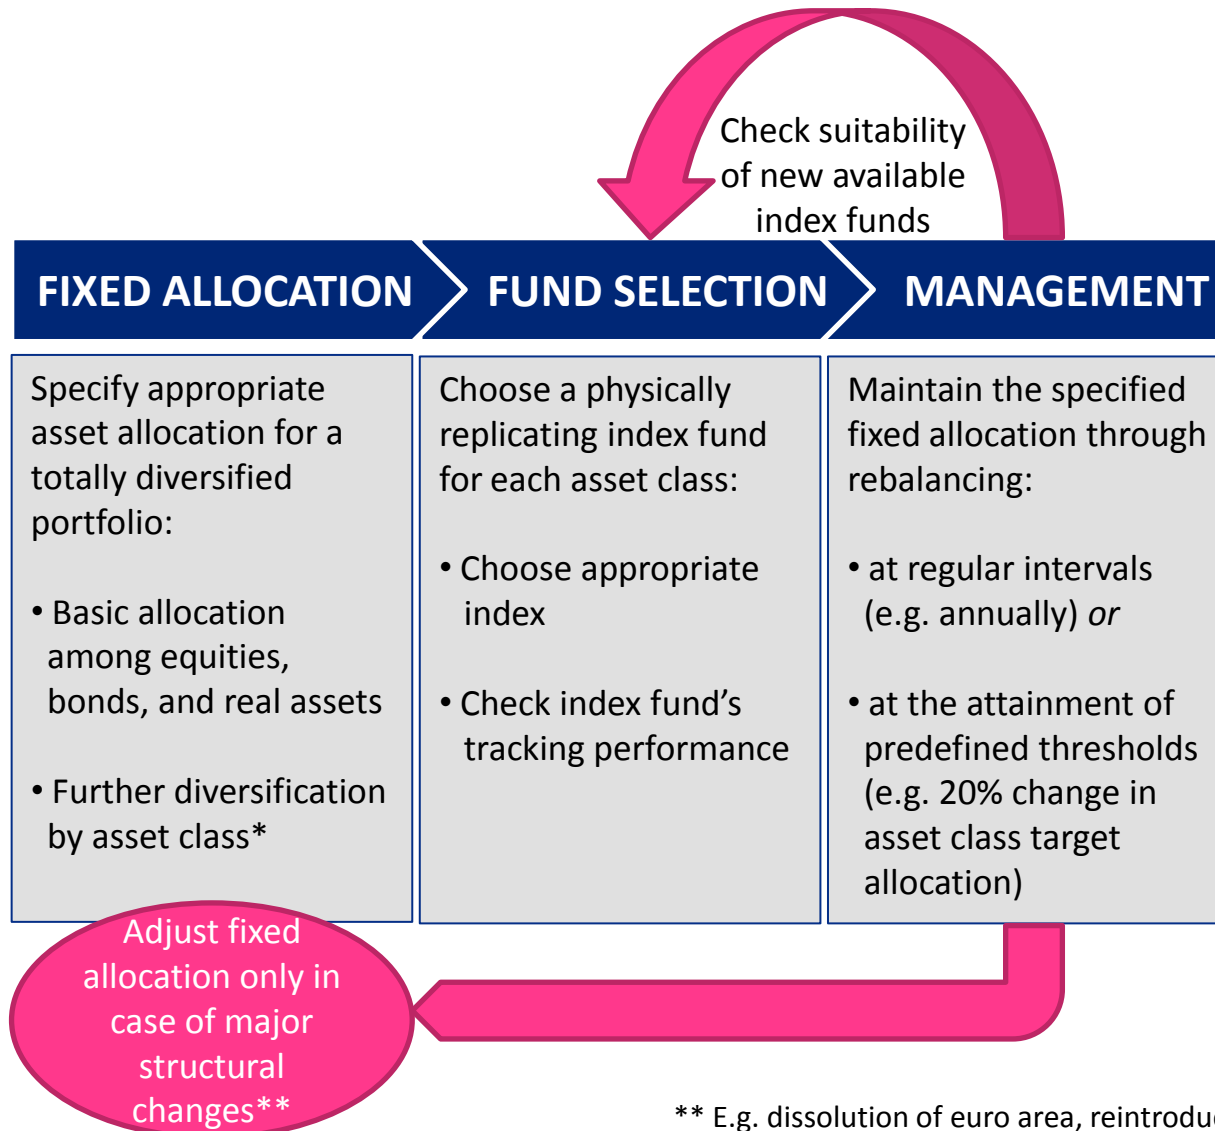 Check suitability
of new available
index funds
FIXED ALLOCATION
FUND SELECTION
MANAGEMENT
Specify appropriate
asset allocation for a
totally diversified
portfolio:
• Basic allocation
among equities,
bonds, and real assets
• Further diversification
by asset class*
Choose a physically
replicating index fund
for each asset class:
• Choose appropriate
index
• Check index fund’s
tracking performance
Maintain the specified
fixed allocation through
rebalancing:
• at regular intervals
(e.g. annually) or
• at the attainment of
predefined thresholds
(e.g. 20% change in
asset class target
allocation)
Adjust fixed
allocation only in
case of major
structural
changes**
** E.g. dissolution of euro area,